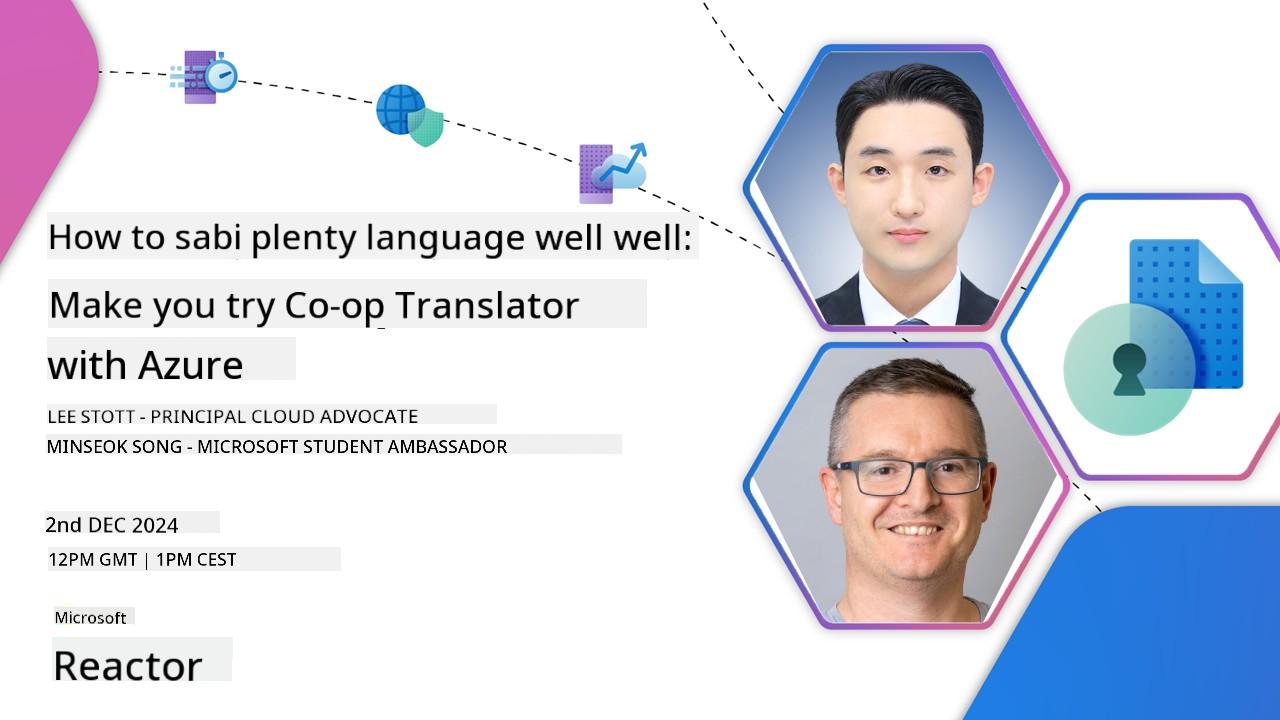 How to sabi plenty language well well:
Make you try Co-op Translator
with Azure
LEE STOTT - PRINCIPAL CLOUD ADVOCATE
MINSEOK SONG - MICROSOFT STUDENT AMBASSADOR
2nd DEC 2024
12PM GMT | 1PM CEST
Microsoft
Reactor